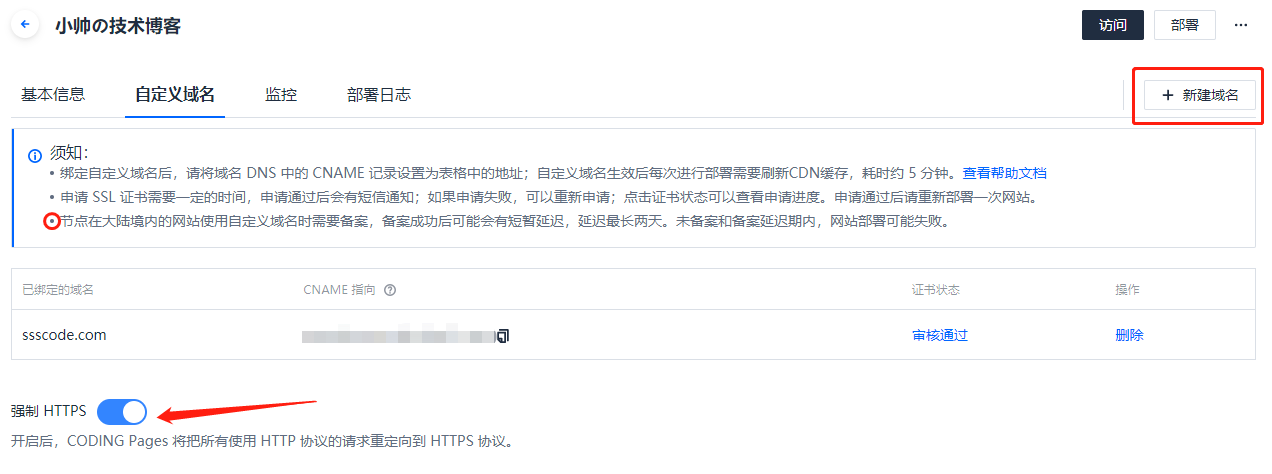 小帅の技术博客
访问 部署 ···
基本信息 自定义域名 监控 部署日志 + 新建域名
须知：
• 绑定自定义域名后，请将域名 DNS 中的 CNAME 记录设置为表格中的地址；自定义域名生效后每次进行部署需要刷新CDN缓存，耗时约 5 分钟。查看帮助文档
• 申请 SSL 证书需要一定的时间，申请通过后会有短信通知；如果申请失败，可以重新申请；点击证书状态可以查看申请进度。申请通过后请重新部署一次网站。
• 节点在大陆境内的网站使用自定义域名时需要备案，备案成功后可能会有短暂延迟，延迟最长两天。未备案和备案延迟期内，网站部署可能失败。
已绑定的域名 CNAME 指向 证书状态 操作
ssscode.com 审核通过 删除
强制 HTTPS
开启后，CODING Pages 将把所有使用 HTTP 协议的请求重定向到 HTTPS 协议。